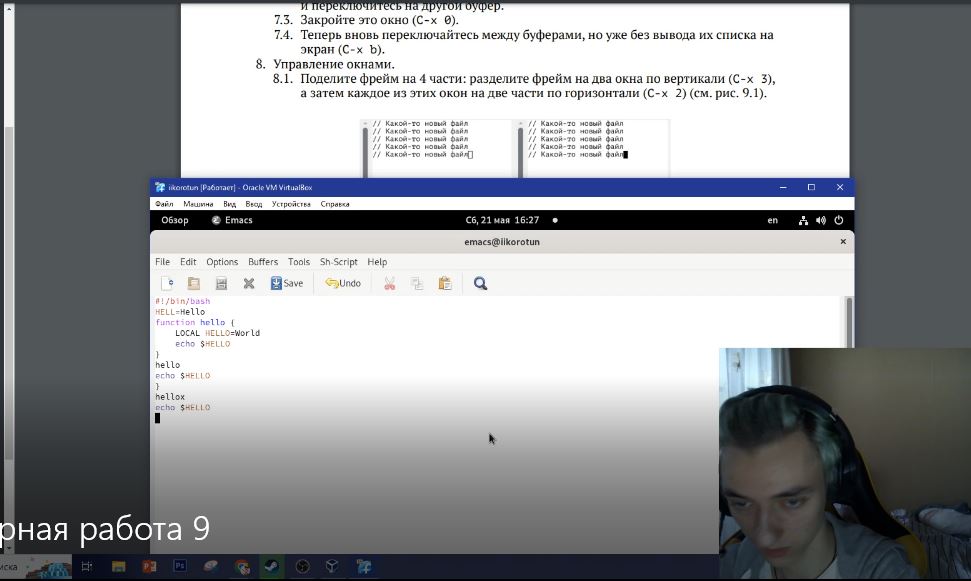 и переключитесь на другой буфер.
7.3. Закройте это окно (C-x 0).
7.4. Теперь вновь переключайтесь между буферами, но уже без вывода их списка на
экран (C-x b).
8. Управление окнами.
8.1. Поделите фрейм на 4 части: разделите фрейм на два окна по вертикали (C-x 3),
а затем каждое из этих окон на две части по горизонтали (C-x 2) (см. рис. 9.1).
// Какой-то новый файл // Какой-то новый файл
// Какой-то новый файл // Какой-то новый файл
// Какой-то новый файл // Какой-то новый файл
// Какой-то новый файл // Какой-то новый файл
// Какой-то новый файл // Какой-то новый файл
iikorotun [Работает] - Oracle VM VirtualBox
Файл Машина Вид Ввод Устройства Справка
Обзор Emacs Сб, 21 мая 16:27 en
emacs@iikorotun
File Edit Options Buffers Tools Sh-Script Help
Save Undo
#!/bin/bash
HELL=Hello
function hello {
LOCAL HELLO=World
echo $HELLO
}
hello
echo $HELLO
}
hellox
echo $HELLO
рная работа 9
иска